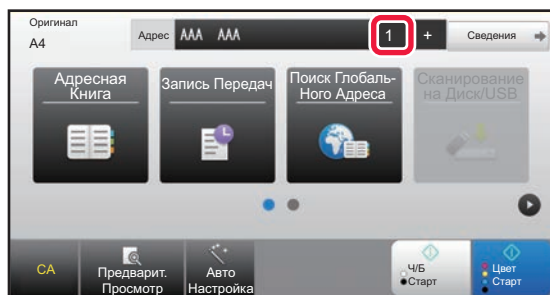 Оригинал
A4
Адрес AAA AAA 1 + Сведения
Адресная
Книга
Запись Передач
Поиск Глобаль-
Ного Адреса
Сканирование
на Диск/USB
CA
Предварит.
Просмотр
Авто
Настройка
Ч/Б
Старт
Цвет
Старт